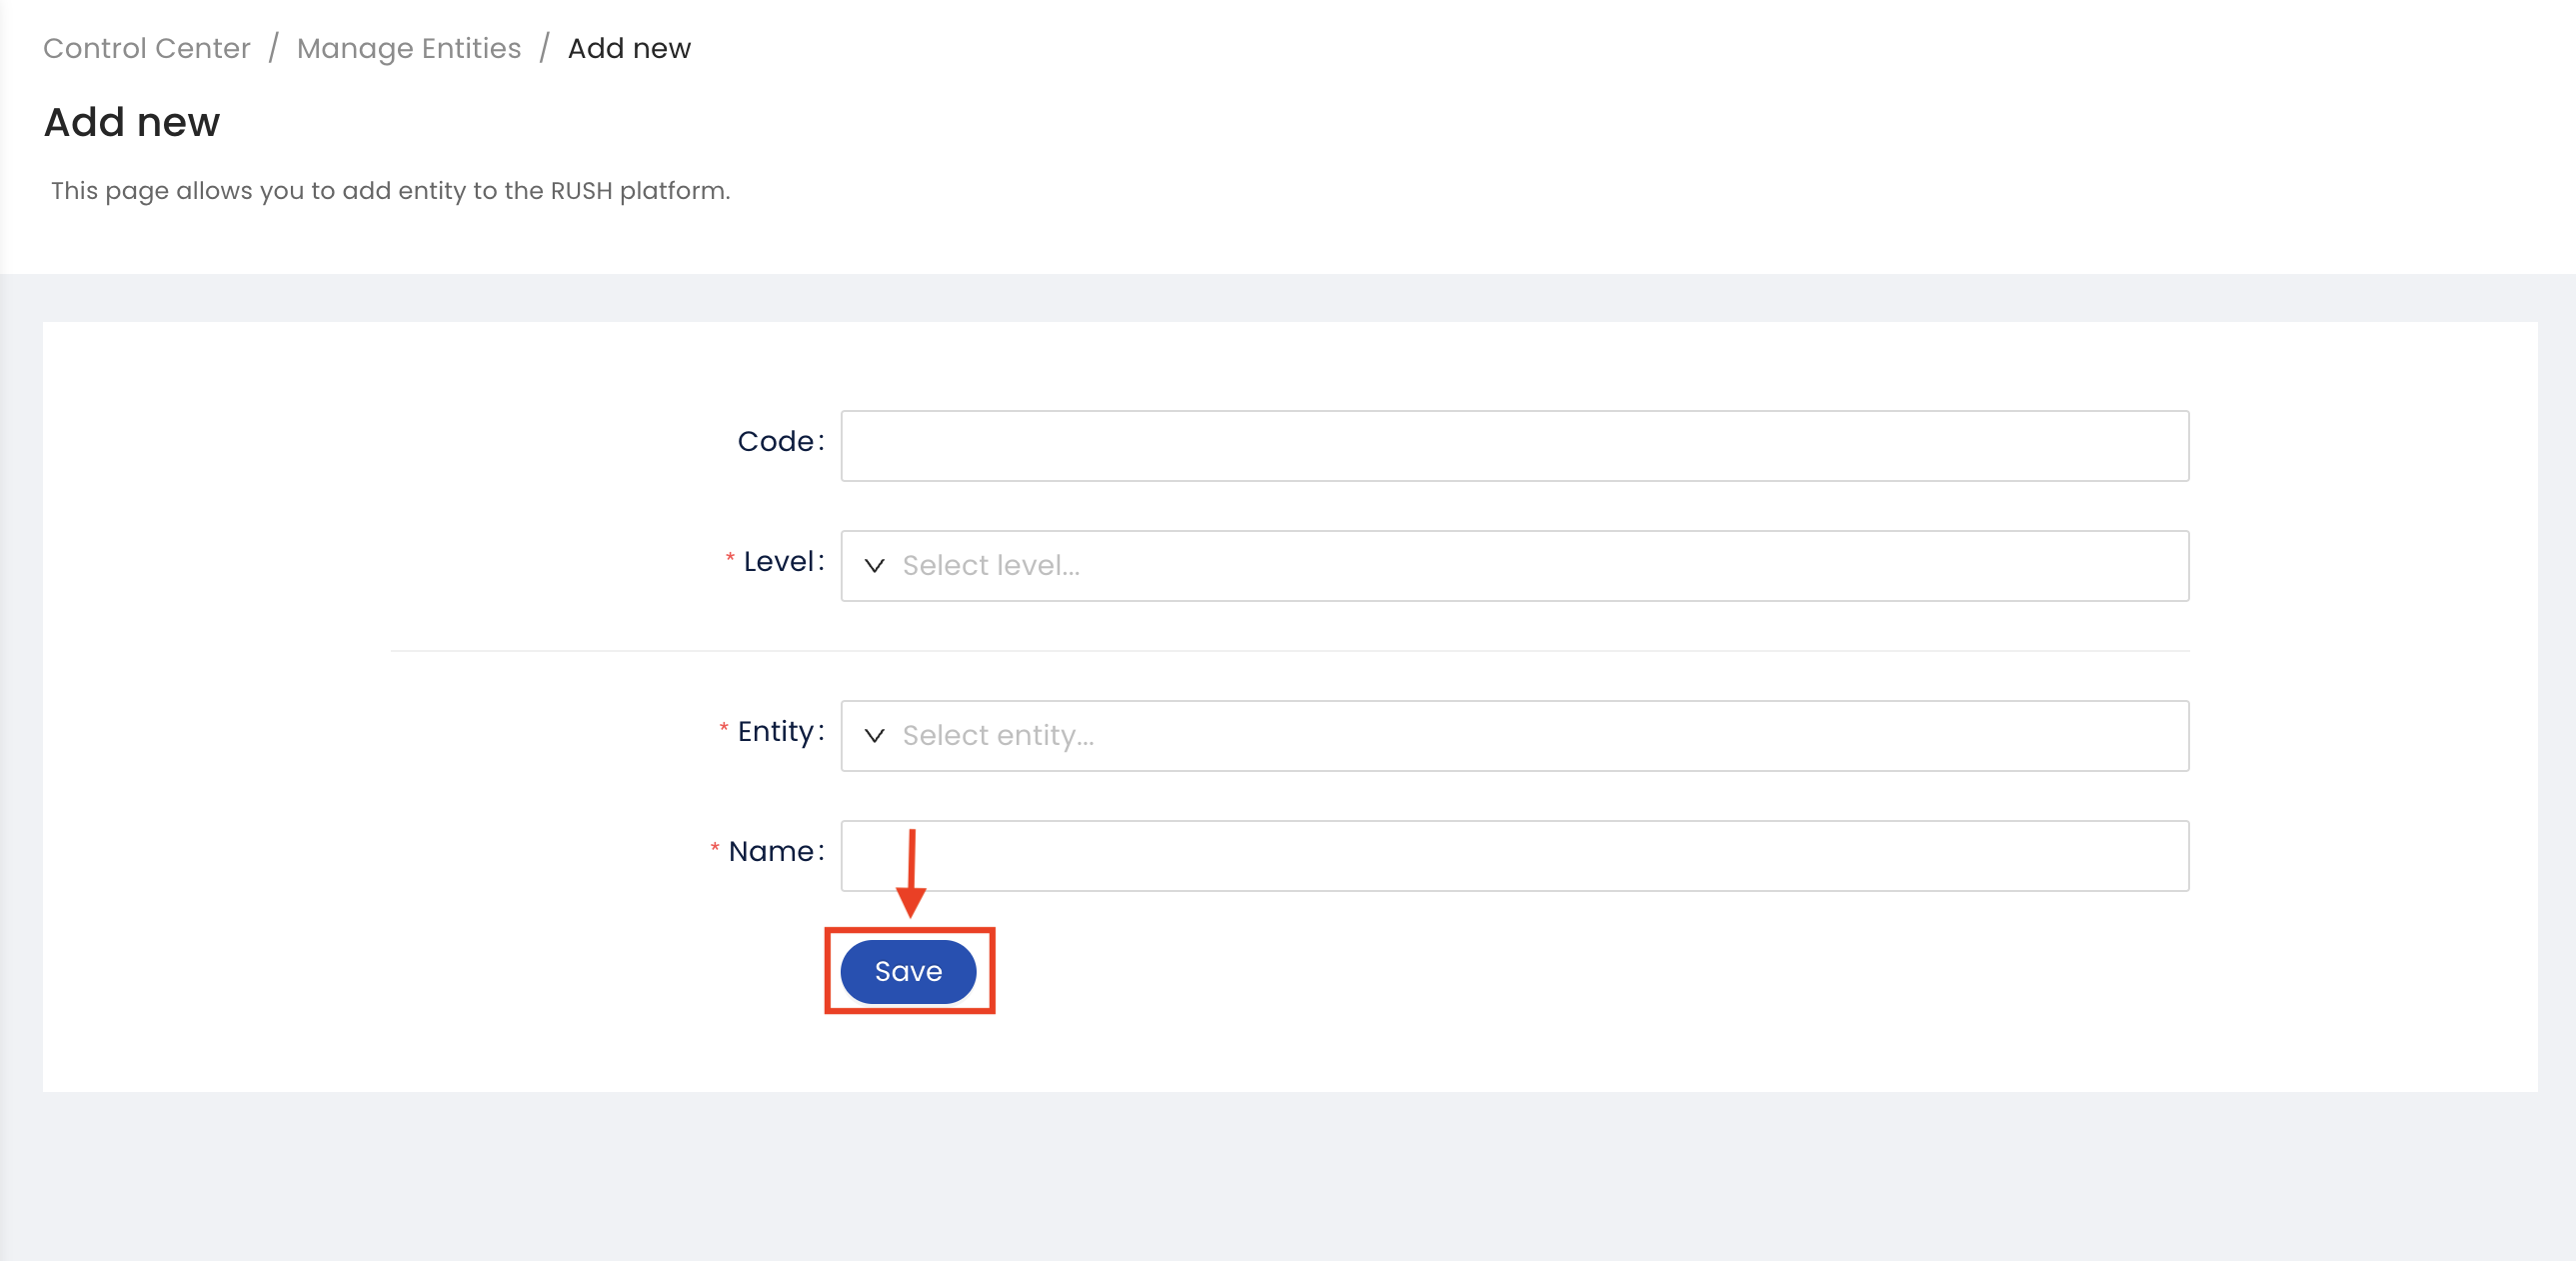 Control Center / Manage Entities / Add new
Add new
This page allows you to add entity to the RUSH platform.
Code:
* Level: Select level...
* Entity: Select entity...
* Name:
Save